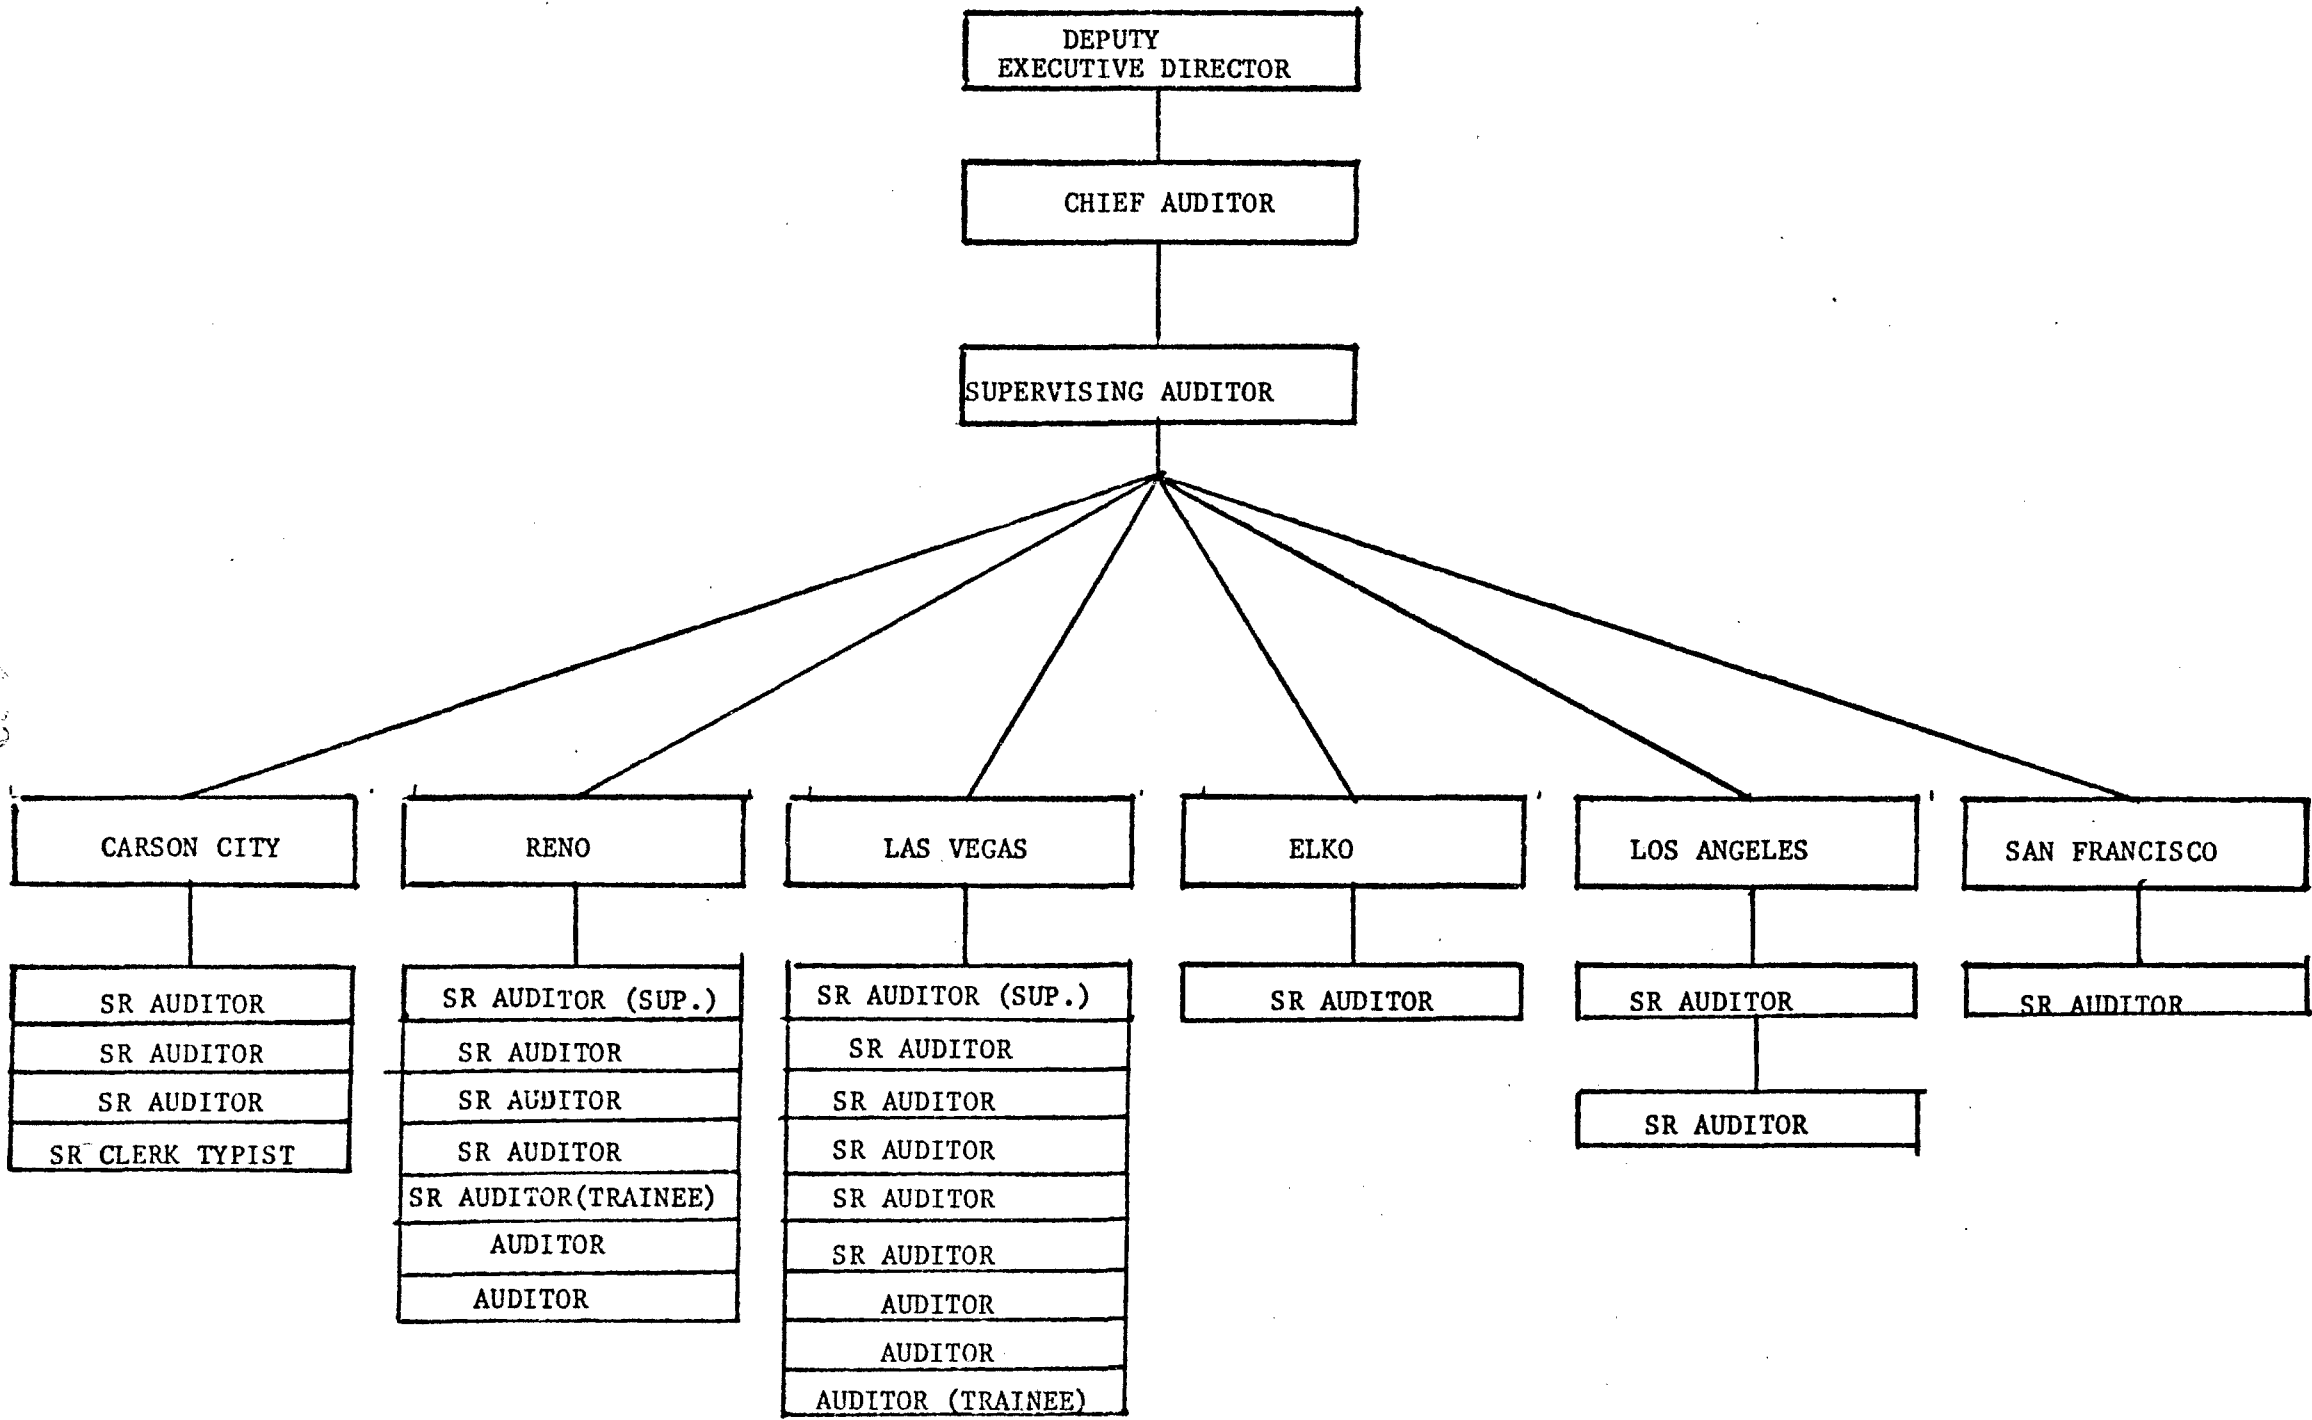 DEPUTY
EXECUTIVE DIRECTOR
CHIEF AUDITOR
SUPERVISING AUDITOR
CARSON CITY
SR AUDITOR
SR AUDITOR
SR AUDITOR
SR CLERK TYPIST
RENO
SR AUDITOR (SUP.)
SR AUDITOR
SR AUDITOR
SR AUDITOR
SR AUDITOR(TRAINEE)
AUDITOR
AUDITOR
LAS VEGAS
SR AUDITOR (SUP.)
SR AUDITOR
SR AUDITOR
SR AUDITOR
SR AUDITOR
SR AUDITOR
AUDITOR
AUDITOR
AUDITOR (TRAINEE)
ELKO
SR AUDITOR
LOS ANGELES
SR AUDITOR
SR AUDITOR
SAN FRANCISCO
SR AUDITOR